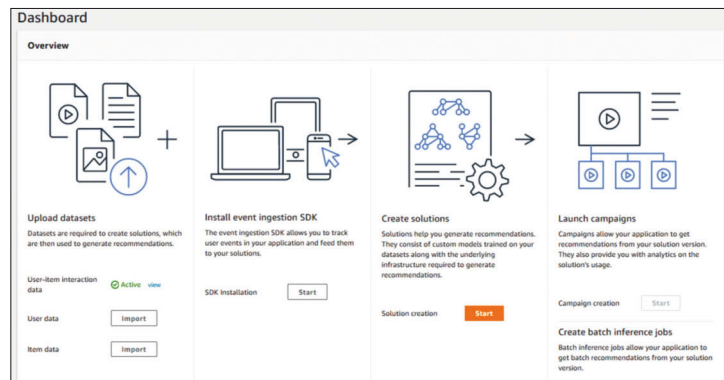 Dashboard
Overview
Upload datasets
Datasets are required to create solutions, which
are then used to generate recommendations.
User-item interaction
data
Active view
User data
Import
Item data
Import
Install event ingestion SDK
The event ingestion SDK allows you to track
user events in your application and feed them
to your solutions.
SDK Installation
Start
Create solutions
Solutions help you generate recommendations.
They consist of custom models trained on your
datasets along with the underlying
infrastructure required to generate
recommendations.
Solution creation
Start
Launch campaigns
Campaigns allow your application to get
recommendations from your solution version.
They also provide you with analytics on the
solution's usage.
Campaign creation
Start
Create batch inference jobs
Batch inference jobs allow your application to
get batch recommendations from your solution
version.